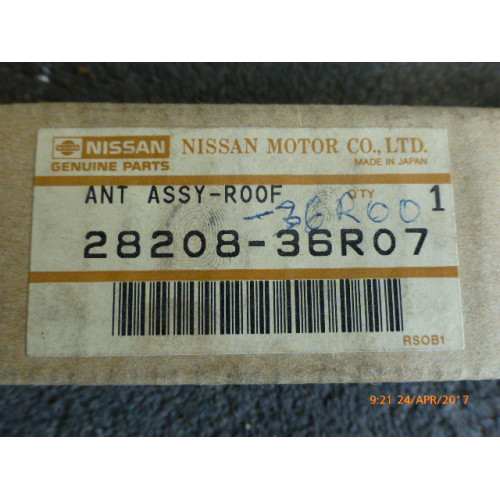 NISSAN
GENUINE PARTS
NISSAN MOTOR CO., LTD.
MADE IN JAPAN
ANT ASSY-ROOF QTY 1
-36R00
28208-36R07
RSOB1
9:21 24/APR/2017